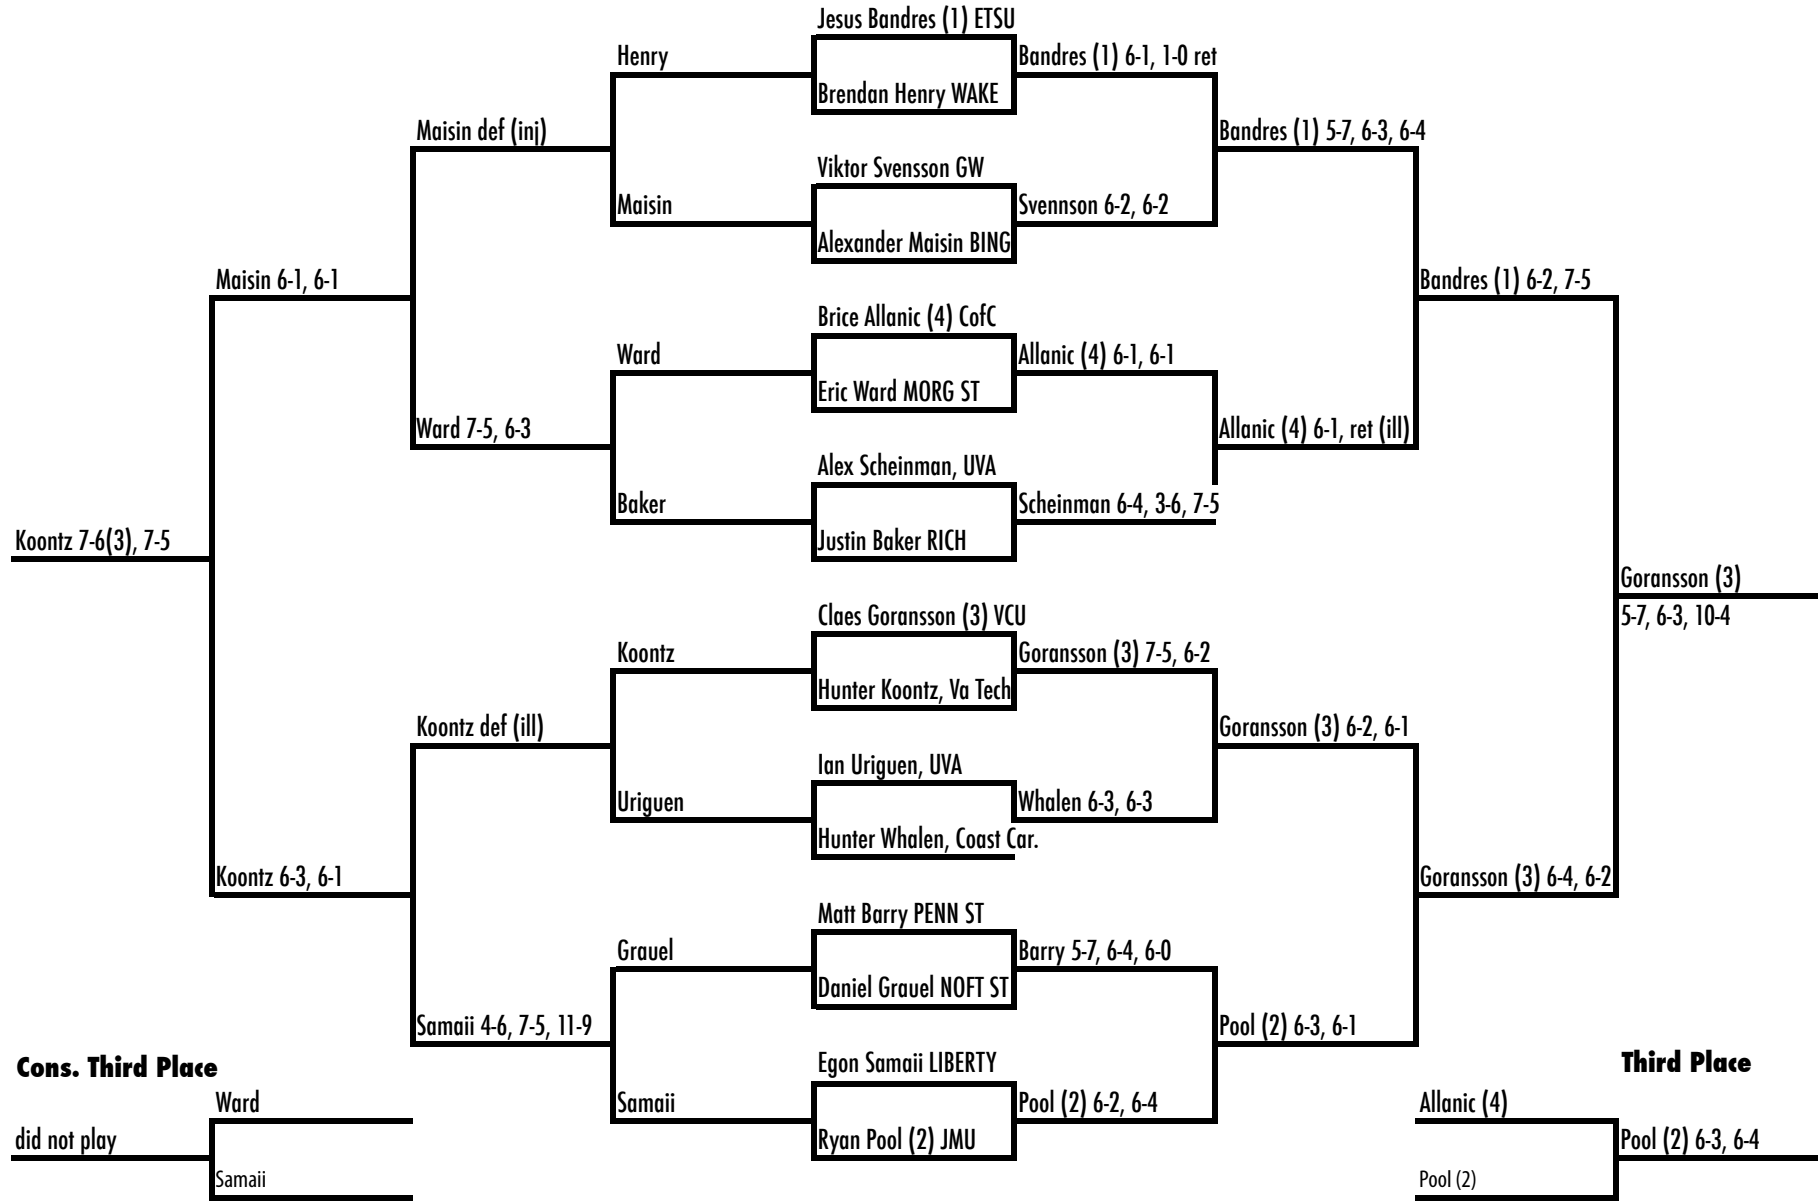 Jesus Bandres (1) ETSU
Henry
Bandres (1) 6-1, 1-0 ret
Brendan Henry WAKE
Maisin def (inj)
Bandres (1) 5-7, 6-3, 6-4
Viktor Svensson GW
Maisin
Svennson 6-2, 6-2
Alexander Maisin BING
Maisin 6-1, 6-1
Bandres (1) 6-2, 7-5
Brice Allanic (4) CofC
Ward
Allanic (4) 6-1, 6-1
Eric Ward MORG ST
Ward 7-5, 6-3
Allanic (4) 6-1, ret (ill)
Alex Scheinman, UVA
Baker
Scheinman 6-4, 3-6, 7-5
Justin Baker RICH
Koontz 7-6(3), 7-5
Goransson (3)
5-7, 6-3, 10-4
Claes Goransson (3) VCU
Koontz
Goransson (3) 7-5, 6-2
Hunter Koontz, Va Tech
Koontz def (ill)
Goransson (3) 6-2, 6-1
Ian Uriguen, UVA
Uriguen
Whalen 6-3, 6-3
Hunter Whalen, Coast Car.
Koontz 6-3, 6-1
Goransson (3) 6-4, 6-2
Matt Barry PENN ST
Grauel
Barry 5-7, 6-4, 6-0
Daniel Grauel NOFT ST
Samaii 4-6, 7-5, 11-9
Pool (2) 6-3, 6-1
Egon Samaii LIBERTY
Samaii
Pool (2) 6-2, 6-4
Ryan Pool (2) JMU
Cons. Third Place
Ward
did not play
Samaii
Third Place
Allanic (4)
Pool (2) 6-3, 6-4
Pool (2)